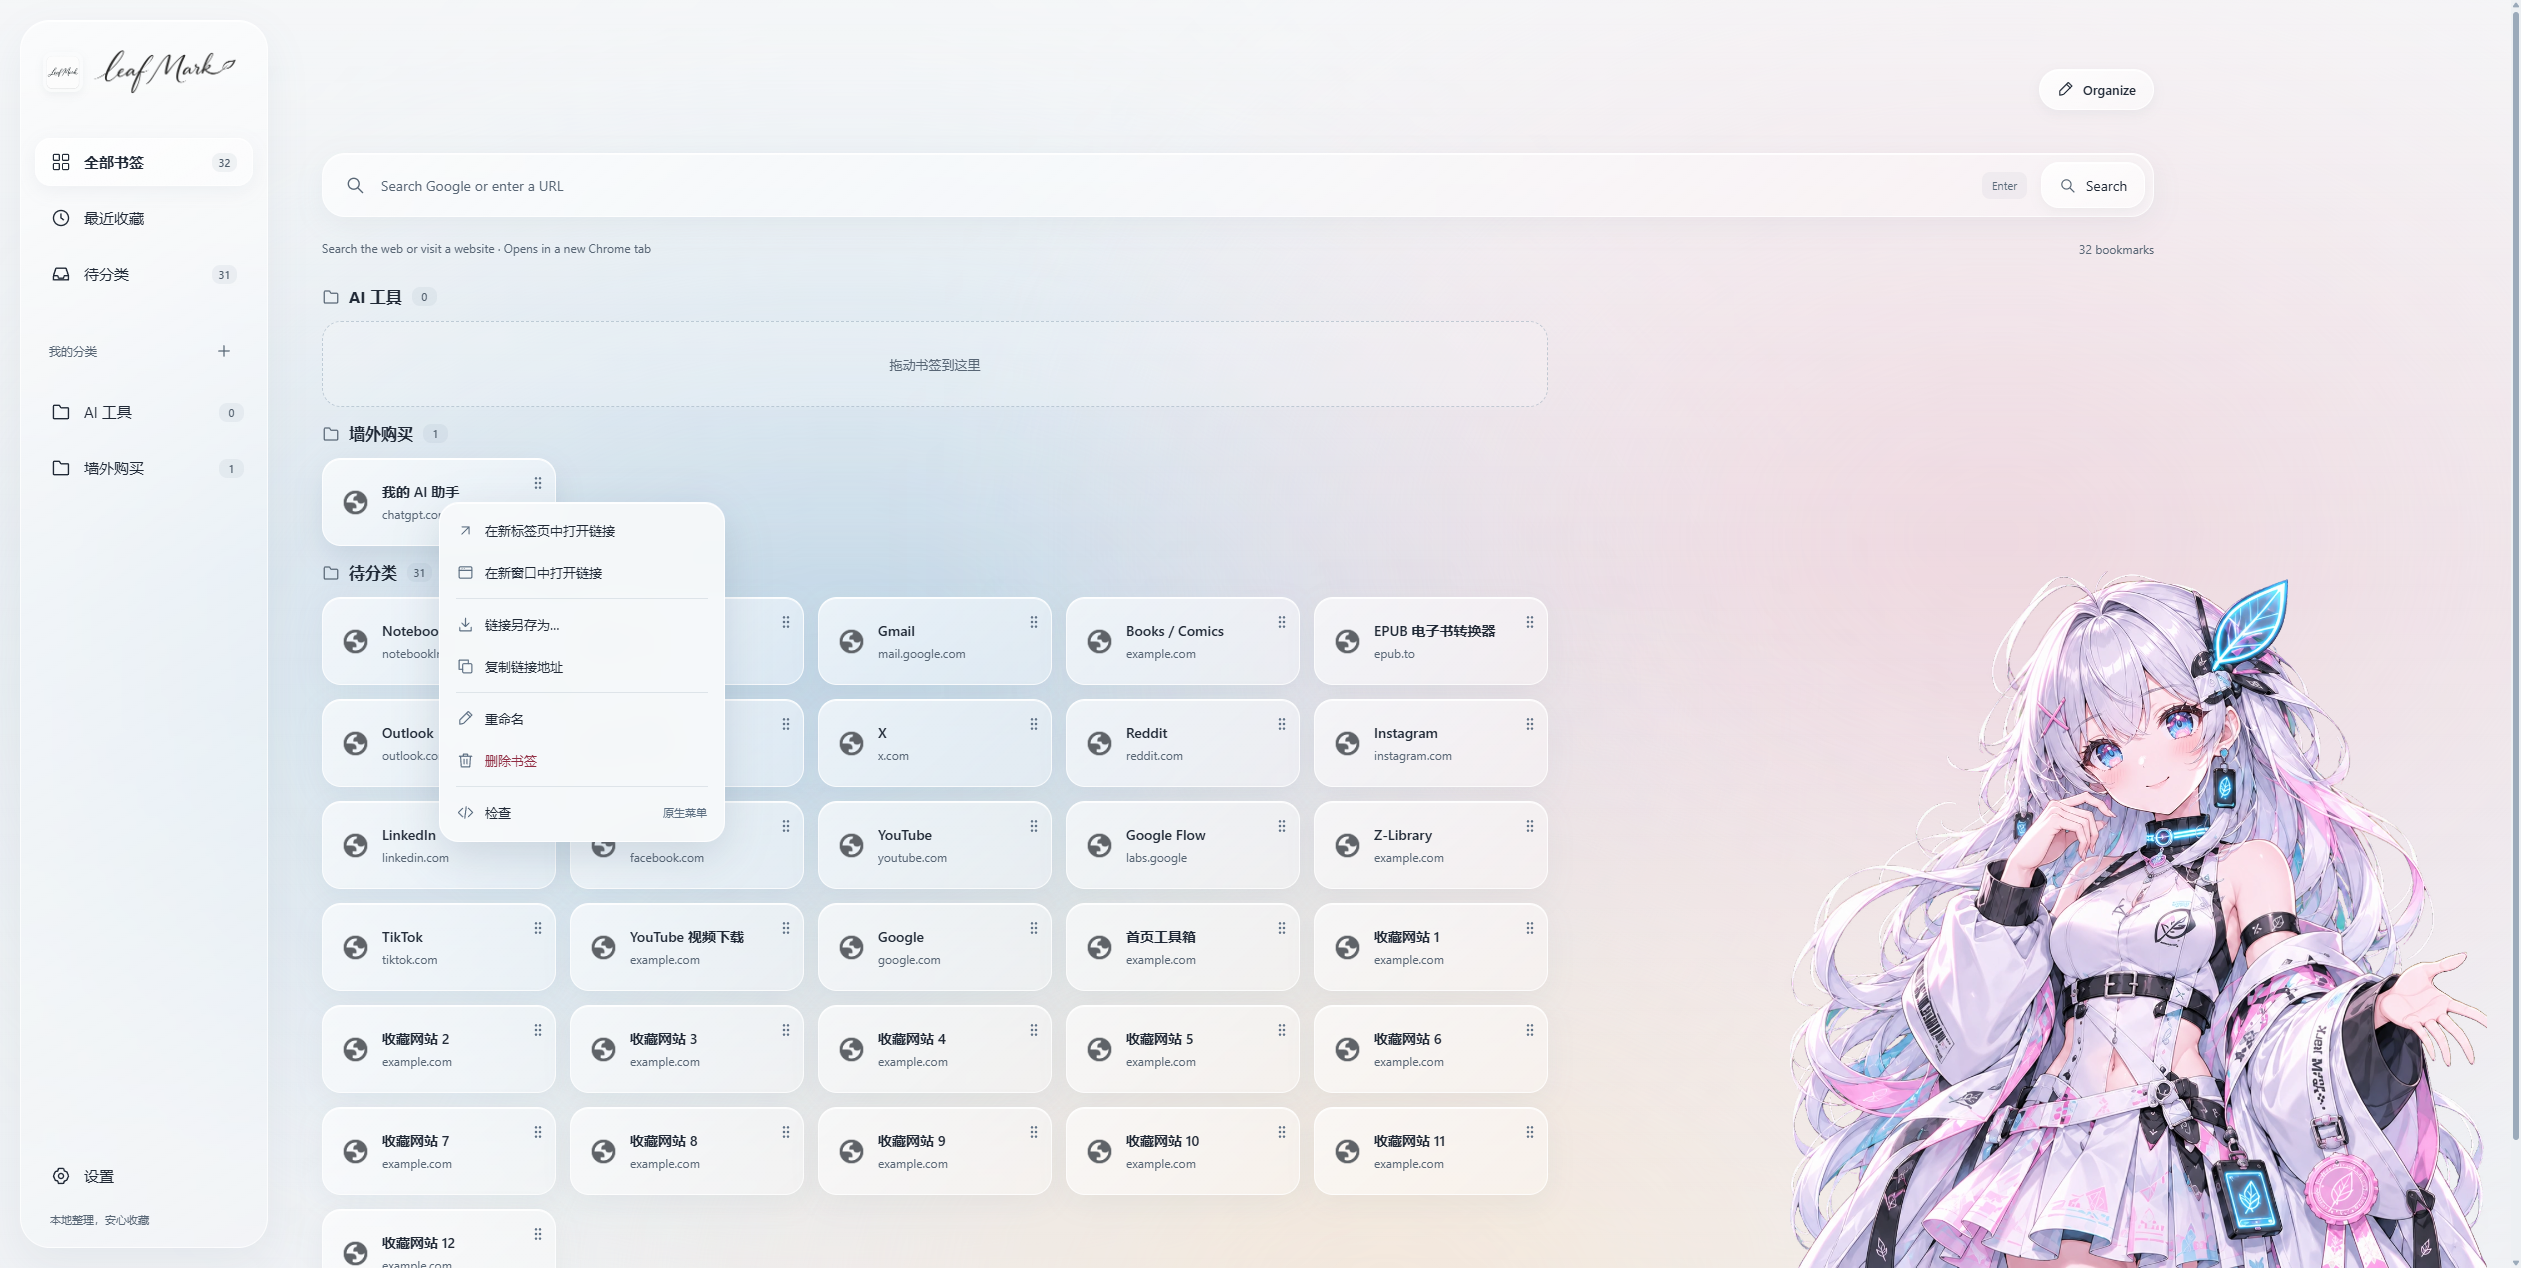 leaf Mark
leaf Mark
Organize
全部书签 32
Search Google or enter a URL
Enter
Search
最近收藏
Search the web or visit a website · Opens in a new Chrome tab
32 bookmarks
待分类 31
AI 工具 0
我的分类
拖动书签到这里
AI 工具 0
墙外购买 1
墙外购买 1
我的 AI 助手
chatgpt.co
在新标签页中打开链接
在新窗口中打开链接
链接另存为...
复制链接地址
重命名
删除书签
检查 原生菜单
待分类 31
Noteboo
notebookl
Gmail
mail.google.com
Books / Comics
example.com
EPUB 电子书转换器
epub.to
Outlook
outlook.co
X
x.com
Reddit
reddit.com
Instagram
instagram.com
LinkedIn
linkedin.com
facebook.com
YouTube
youtube.com
Google Flow
labs.google
Z-Library
example.com
TikTok
tiktok.com
YouTube 视频下载
example.com
Google
google.com
首页工具箱
example.com
收藏网站 1
example.com
收藏网站 2
example.com
收藏网站 3
example.com
收藏网站 4
example.com
收藏网站 5
example.com
收藏网站 6
example.com
收藏网站 7
example.com
收藏网站 8
example.com
收藏网站 9
example.com
收藏网站 10
example.com
收藏网站 11
example.com
收藏网站 12
example.com
设置
本地整理，安心收藏